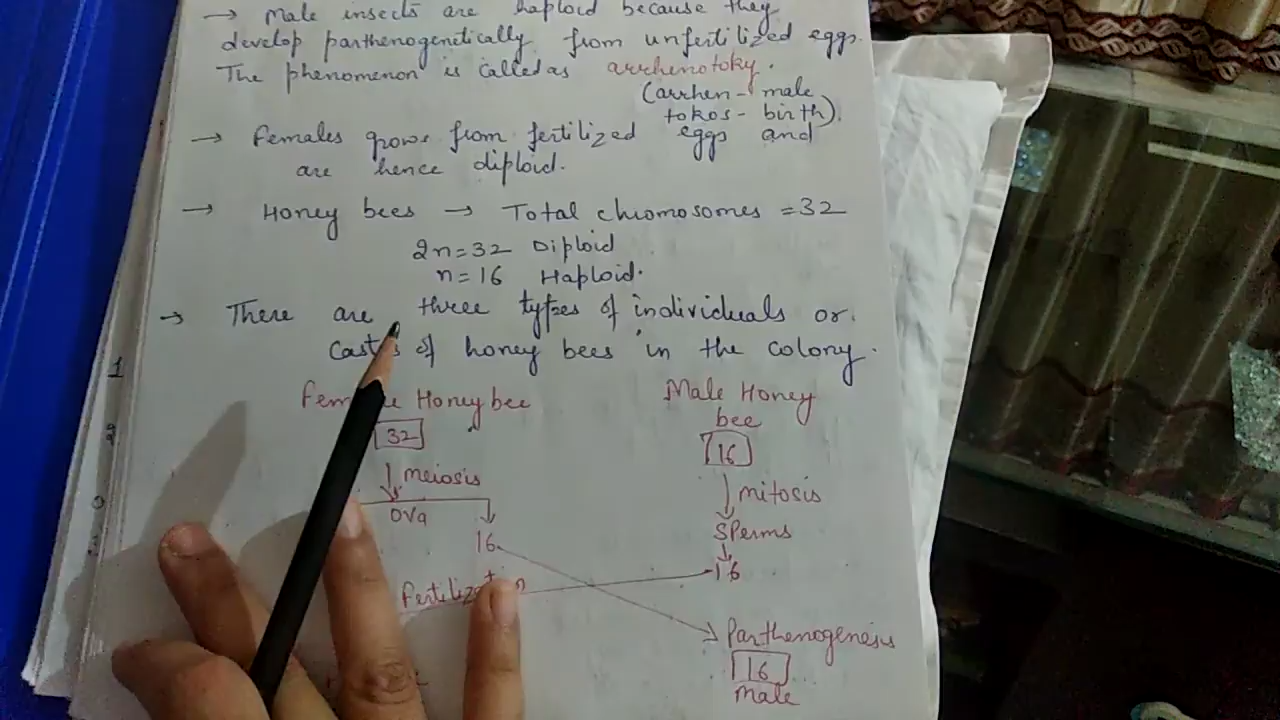 → Male insects are haploid because they
develop parthenogenetically from unfertilized eggs.
The phenomenon is called as arrhenotoky.
(arrhen - male
tokos - birth).
→ Females grows from fertilized eggs and
are hence diploid.
→ Honey bees → Total chromosomes = 32
2n = 32 Diploid
n = 16 Haploid.
→ There are three types of individuals or
castes of honey bees in the colony.
Female Honey bee
Male Honey
bee
32
16
meiosis
mitosis
Ova
Sperms
16
16
+
Fertilization
Parthenogenesis
16
Male